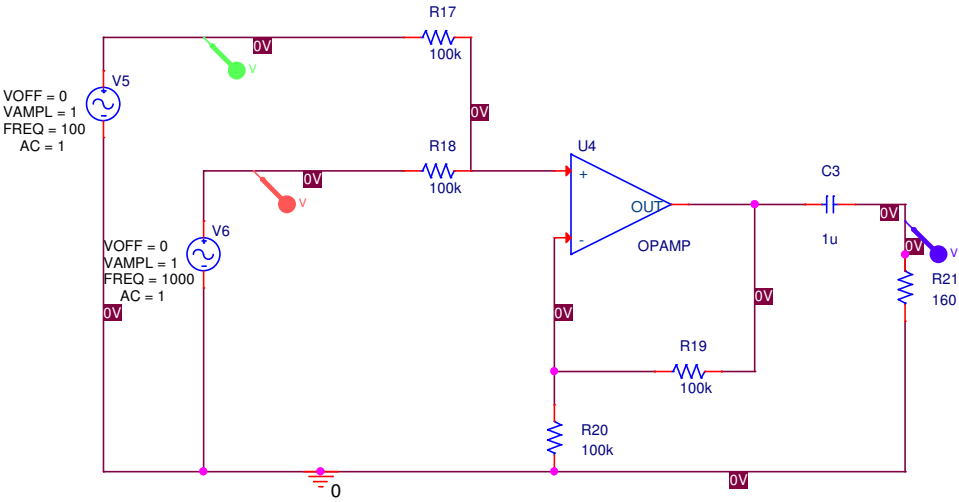 R17
0V
V
100k
V5
VOFF = 0
VAMPL = 1
FREQ = 100
AC = 1
0V
R18
U4
0V
V
100k
+
C3
OUT
0V
V6
-
OPAMP
1u
0V
V
VOFF = 0
VAMPL = 1
FREQ = 1000
AC = 1
R21
160
0V
0V
0V
R19
100k
R20
100k
0V
0